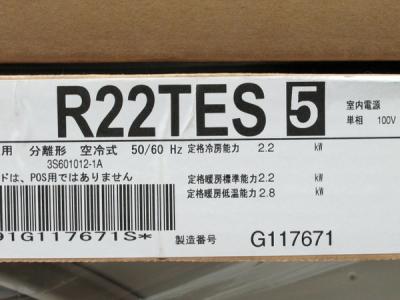 R22TES 5
室内電源
単相 100V
用 分離形 空冷式 50/60 Hz 定格冷房能力 2.2 kW
3S601012-1A
ドは、POS用ではありません
定格暖房標準能力 2.2 kW
定格暖房低温能力 2.8 kW
91G117671S*
製造番号 G117671